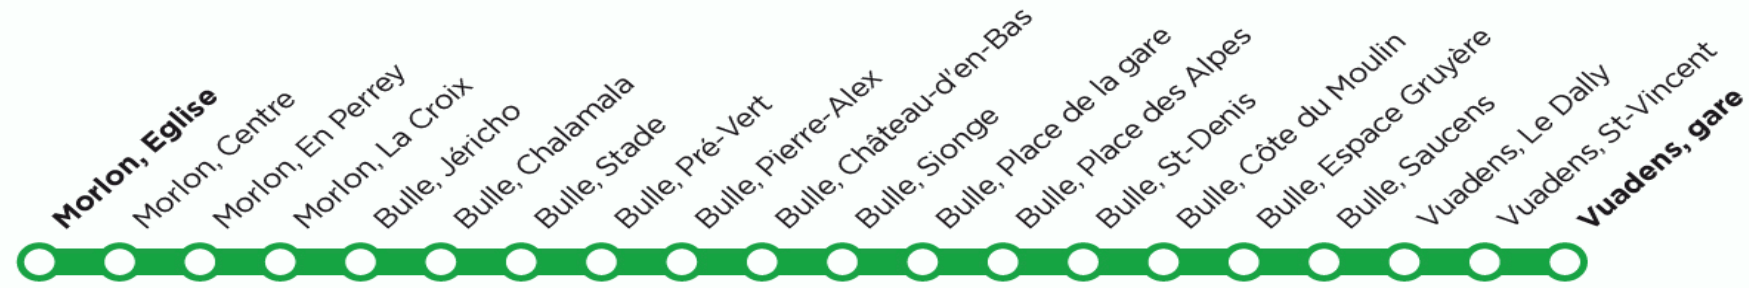 Morlon, Eglise
Morlon, Centre
Morlon, En Perrey
Morlon, La Croix
Bulle, Jéricho
Bulle, Chalamala
Bulle, Stade
Bulle, Pré-Vert
Bulle, Pierre-Alex
Bulle, Château-d'en-Bas
Bulle, Sionge
Bulle, Place de la gare
Bulle, Place des Alpes
Bulle, St-Denis
Bulle, Côte du Moulin
Bulle, Espace Gruyère
Bulle, Saucens
Vuadens, Le Dally
Vuadens, St-Vincent
Vuadens, gare